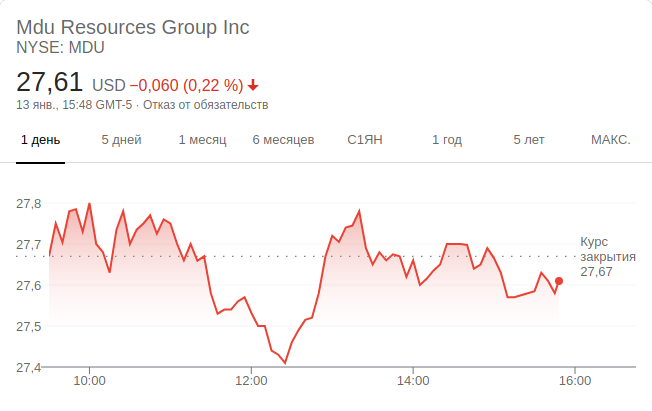 Mdu Resources Group Inc
NYSE: MDU
27,61 USD −0,060 (0,22 %)
13 янв., 15:48 GMT-5 · Отказ от обязательств
1 день 5 дней 1 месяц 6 месяцев С1ЯН 1 год 5 лет МАКС.
27,8
27,7
27,6
27,5
27,4
Курс
закрытия
27,67
10:00 12:00 14:00 16:00